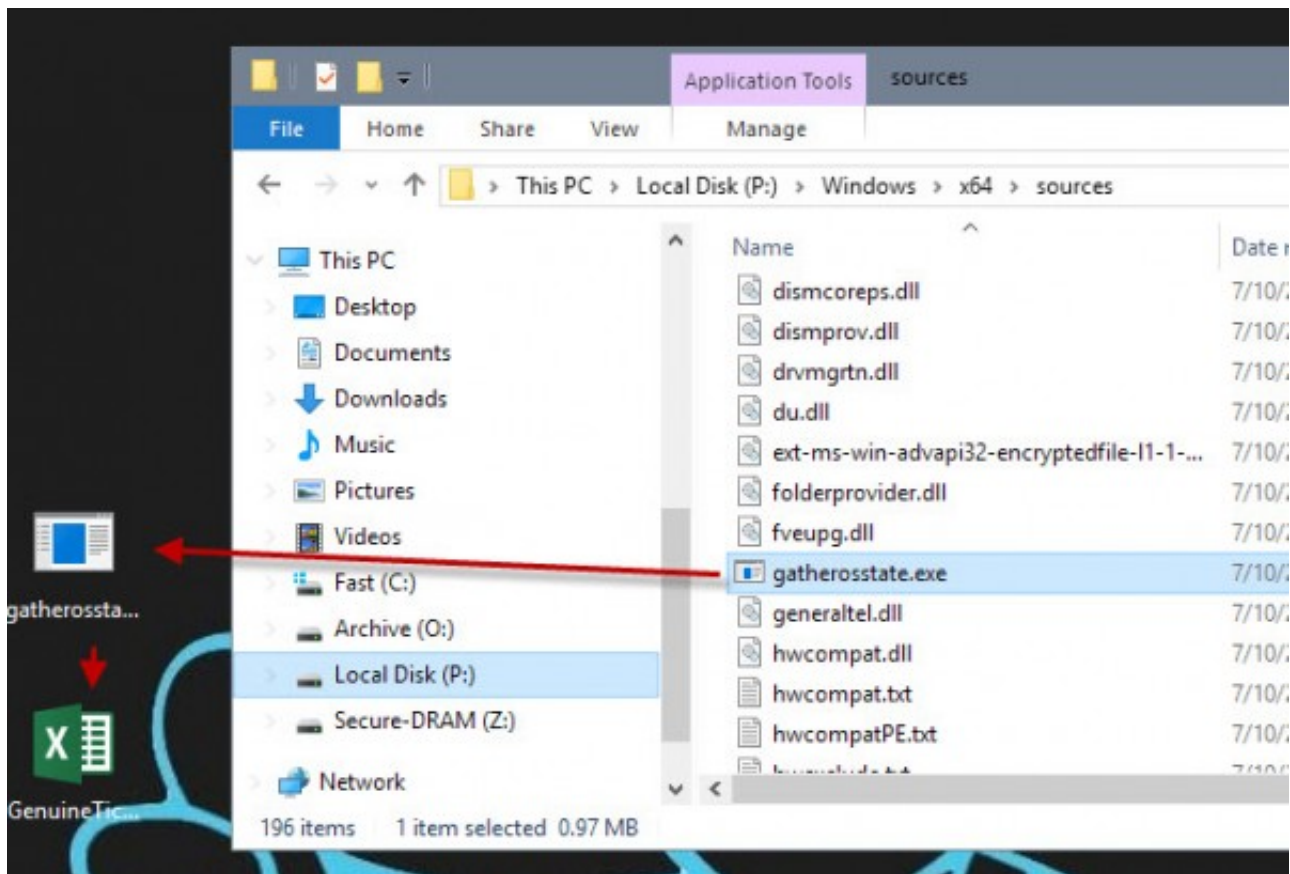 Application Tools sources
File Home Share View Manage
This PC > Local Disk (P:) > Windows > x64 > sources
Name Date
This PC
Desktop
Documents
Downloads
Music
Pictures
Videos
Fast (C:)
Archive (O:)
Local Disk (P:)
Secure-DRAM (Z:)
Network
dismcoreps.dll 7/10/2
dismprov.dll 7/10/2
drvmgrtn.dll 7/10/2
du.dll 7/10/2
ext-ms-win-advapi32-encryptedfile-l1-1-... 7/10/2
folderprovider.dll 7/10/2
fveupg.dll 7/10/2
gatherosstate.exe 7/10/2
generaltel.dll 7/10/2
hwcompat.dll 7/10/2
hwcompat.txt 7/10/2
hwcompatPE.txt 7/10/2
196 items 1 item selected 0.97 MB
gatherossta...
GenuineTic...